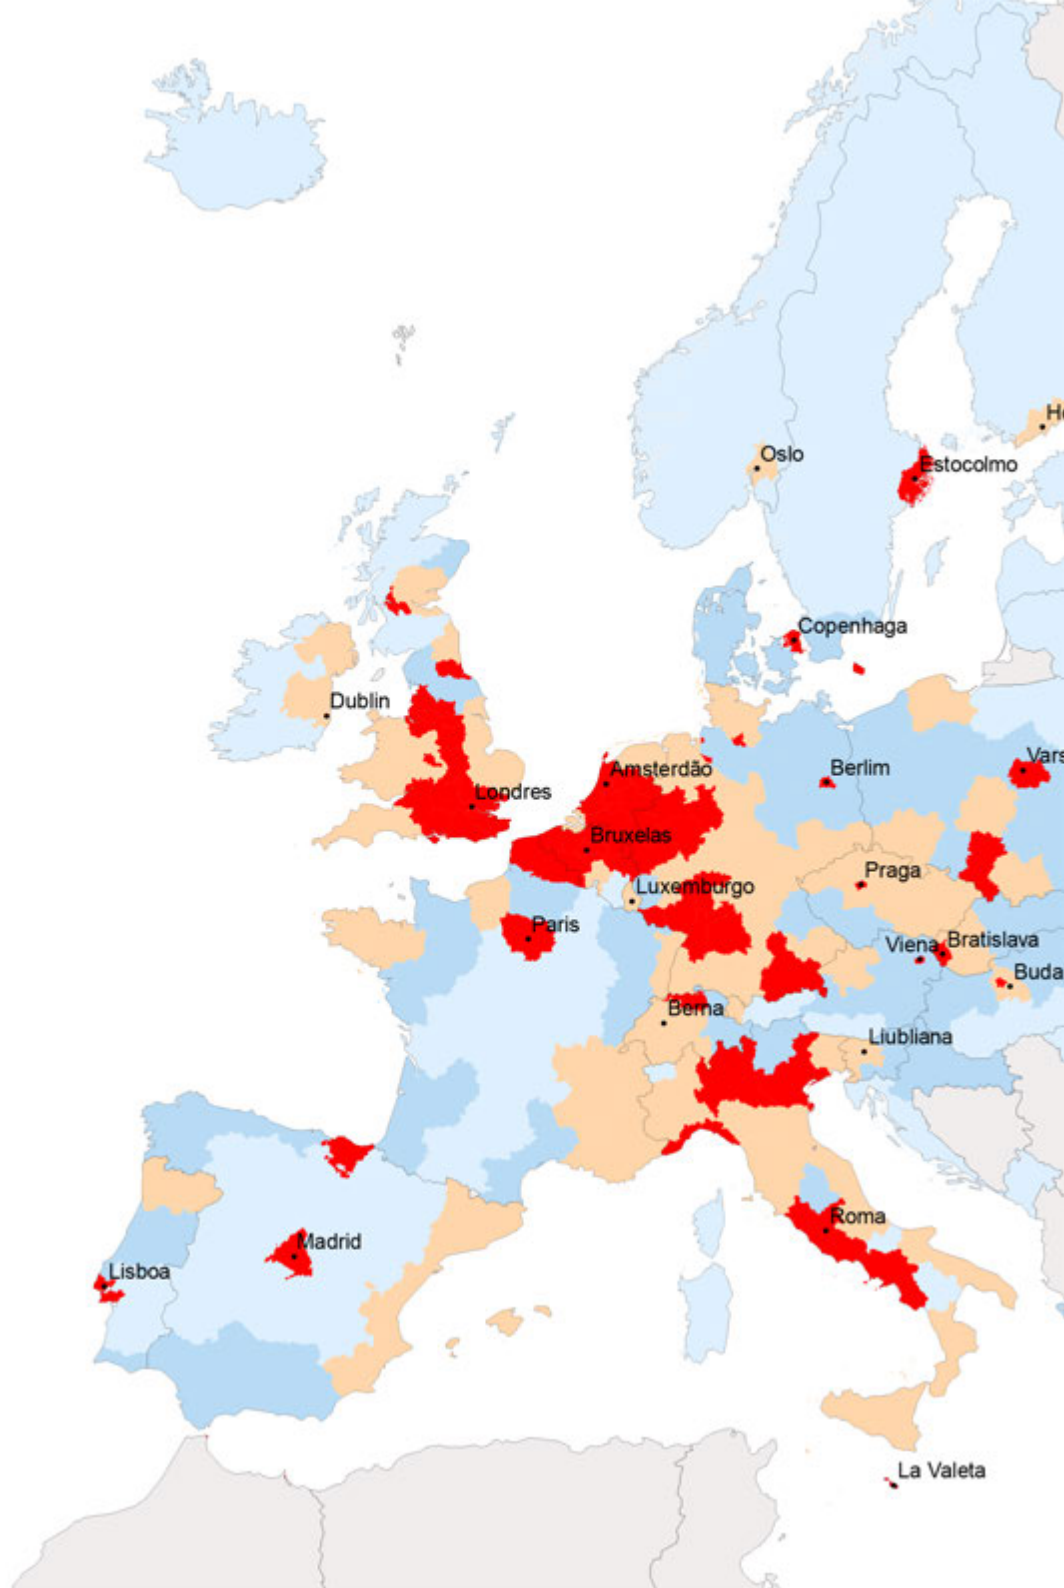 Oslo
Estocolmo
Copenhaga
Dublin
Amsterdão
Berlim
Londres
Bruxelas
Praga
Luxemburgo
Paris
Viena
Bratislava
Berna
Liubliana
Roma
Madrid
Lisboa
La Valeta